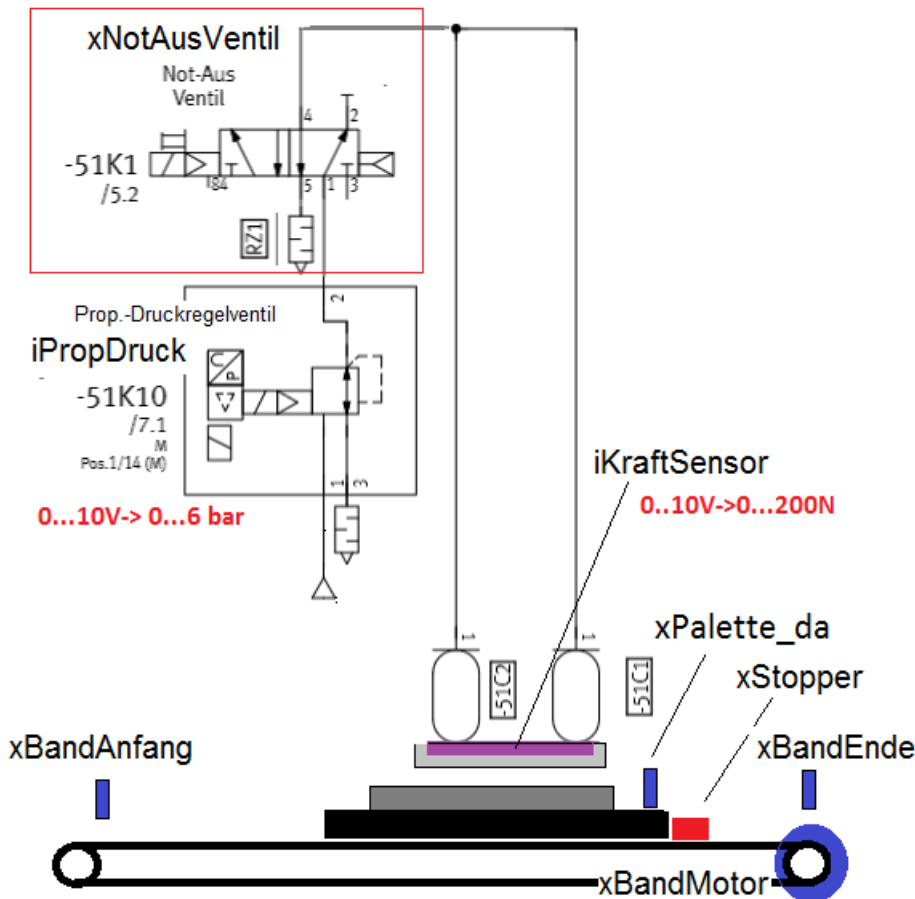 xNotAusVentil
Not-Aus
Ventil
4
2
-51K1
/5.2
84
5
1
3
RZ1
2
Prop.-Druckregelventil
iPropDruck
U
P
-51K10
/7.1
M
Pos.1/14 (M)
1
3
0...10V-> 0...6 bar
iKraftSensor
0..10V->0...200N
xPalette_da
1
1
-51C2
-51C1
xStopper
xBandAnfang
xBandEnde
xBandMotor